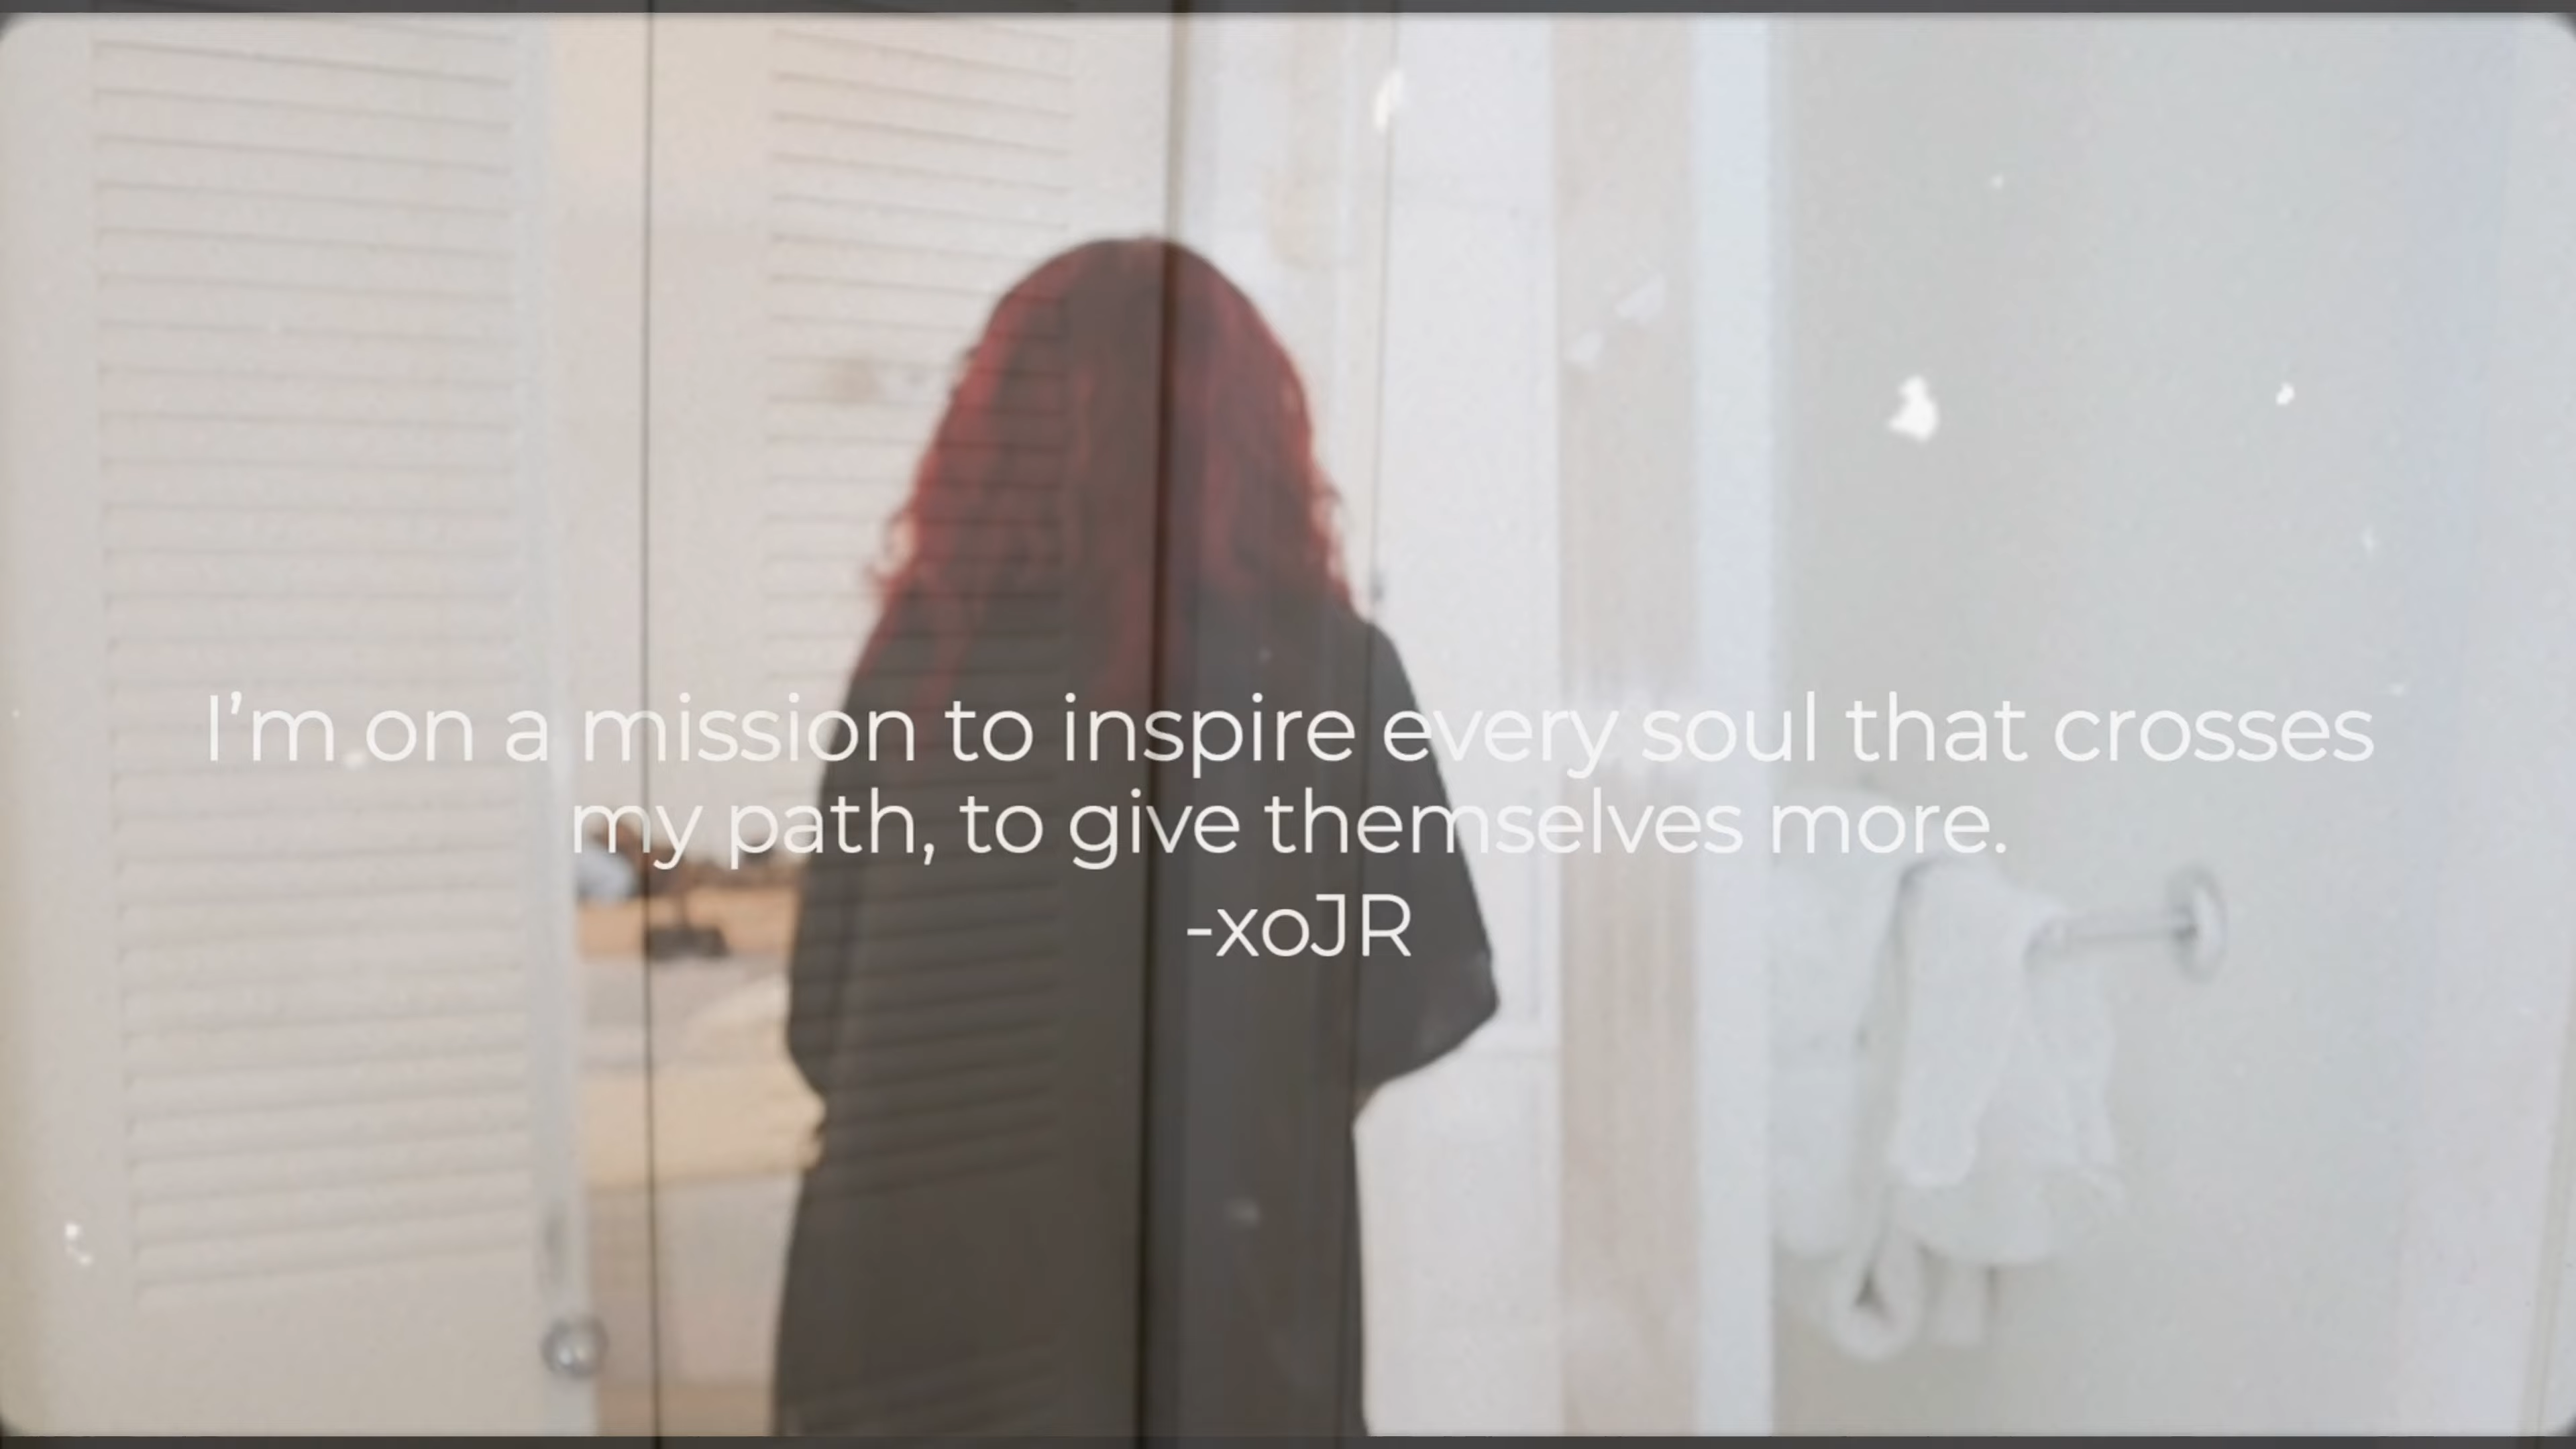 I’m on a mission to inspire every soul that crosses
my path, to give themselves more.
-xoJR